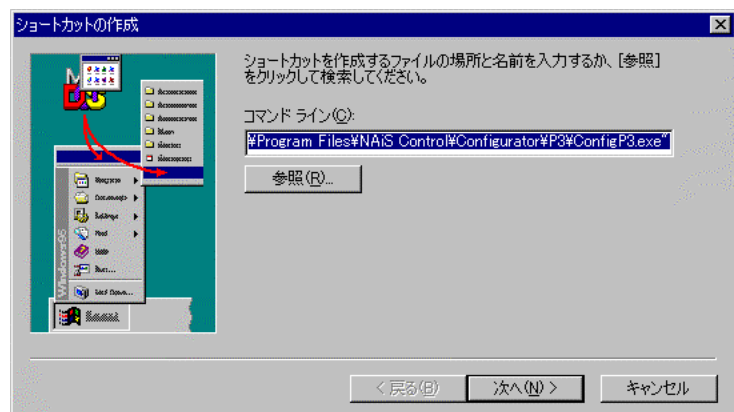 ショートカットの作成
ショートカットを作成するファイルの場所と名前を入力するか、[参照]
をクリックして検索してください。
コマンド ライン(C):
¥Program Files¥NAiS Control¥Configurator¥P3¥ConfigP3.exe"
参照(R)...
Windows95
< 戻る(B)
次へ(N) >
キャンセル